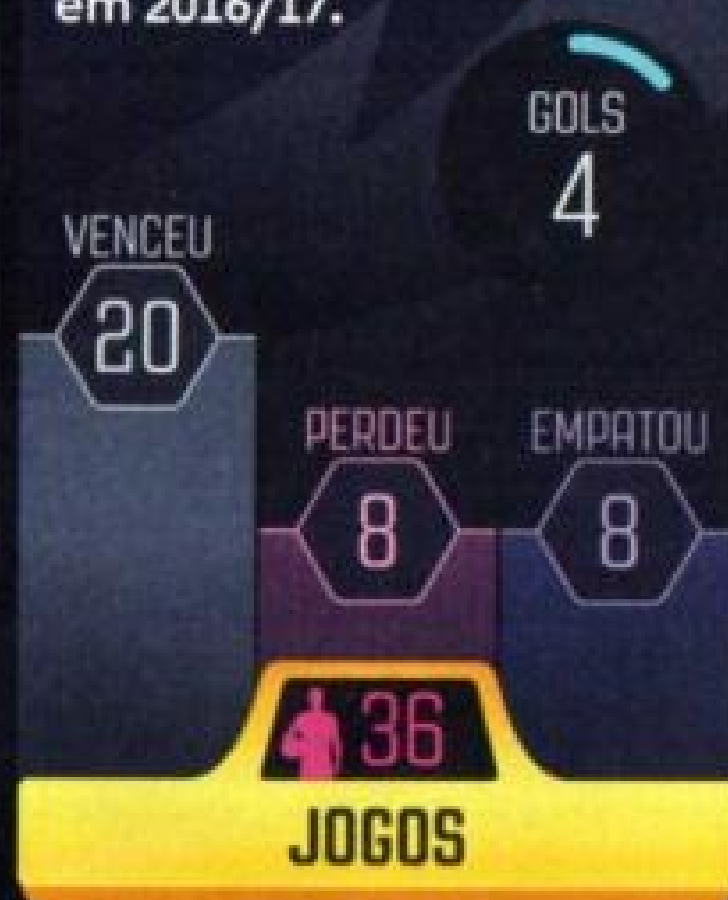 em 2016/17.
GOLS
4
VENCEU
20
PERDEU
8
EMPATOU
8
36
JOGOS